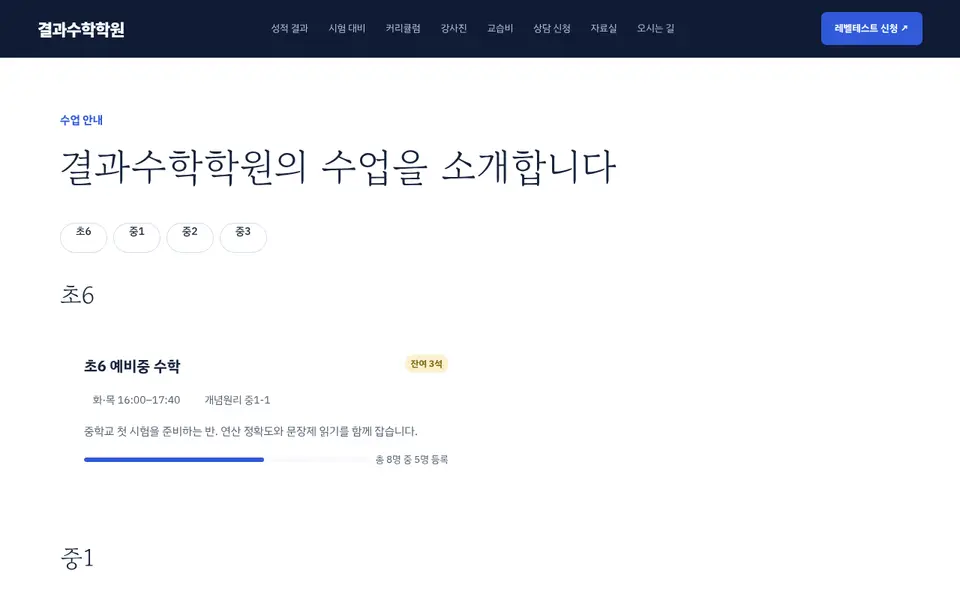 결과수학학원
성적 결과 시험 대비 커리큘럼 강사진 교습비 상담 신청 자료실 오시는 길
레벨테스트 신청 ↗
수업 안내
결과수학학원의 수업을 소개합니다
초6 중1 중2 중3
초6
초6 예비중 수학 잔여 3석
화·목 16:00–17:40 개념원리 중1-1
중학교 첫 시험을 준비하는 반. 연산 정확도와 문장제 읽기를 함께 잡습니다.
총 8명 중 5명 등록
중1